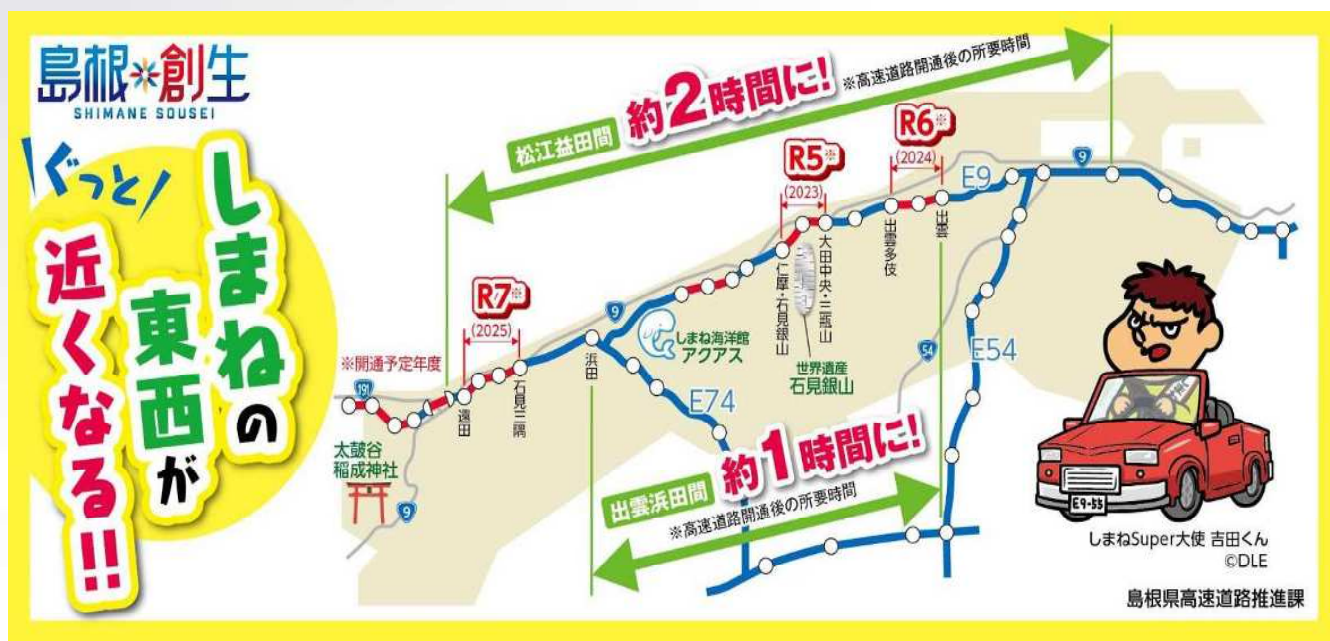 島根創生
SHIMANE SOUSEI
ぐっと
しまねの
東西が
近くなる!!
松江益田間 約2時間に! ※高速道路開通後の所要時間
R6※
(2024)
R5※
(2023)
R7※
(2025)
※開通予定年度
E9
9
9
191
9
54
E54
E74
出雲
出雲多伎
大田中央・三瓶山
仁摩・石見銀山
世界遺産
石見銀山
しまね海洋館
アクアス
浜田
石見三隅
遠田
太鼓谷
稲成神社
出雲浜田間 約1時間に!
※高速道路開通後の所要時間
E9-55
しまねSuper大使 吉田くん
©DLE
島根県高速道路推進課